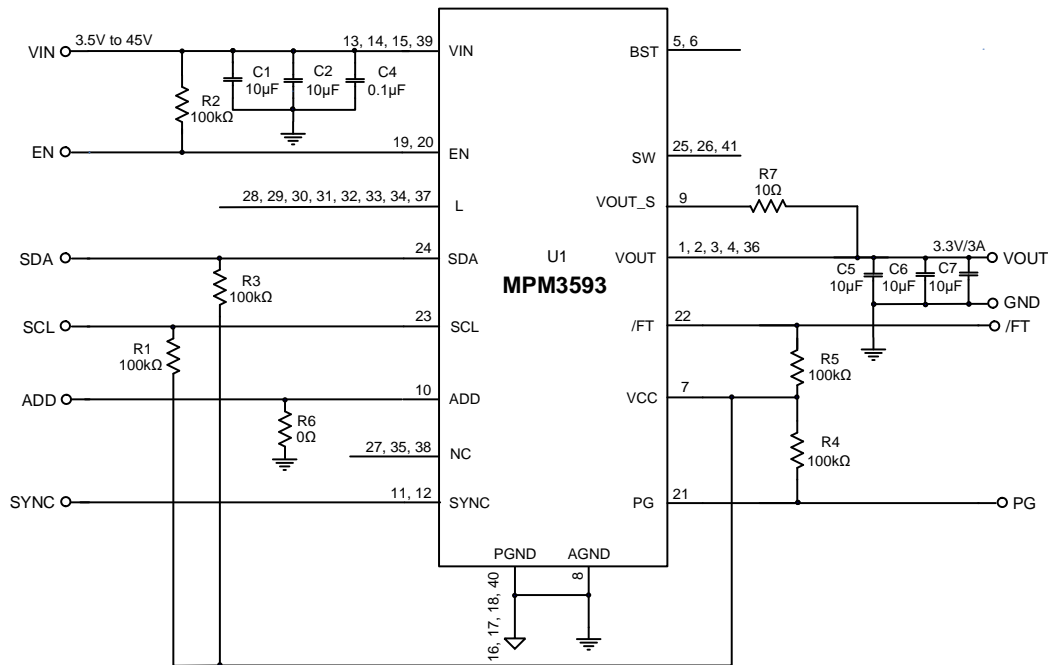 VIN
3.5V to 45V
13, 14, 15, 39
VIN
C1
10µF
C2
10µF
C4
0.1µF
R2
100kΩ
EN
19, 20
EN
28, 29, 30, 31, 32, 33, 34, 37
L
SDA
24
SDA
R3
100kΩ
SCL
23
SCL
R1
100kΩ
ADD
10
ADD
R6
0Ω
27, 35, 38
NC
SYNC
11, 12
SYNC
U1
MPM3593
PGND
AGND
16, 17, 18, 40
8
BST
5, 6
SW
25, 26, 41
VOUT_S
9
R7
10Ω
VOUT
1, 2, 3, 4, 36
3.3V/3A
VOUT
C5
10µF
C6
10µF
C7
10µF
GND
/FT
22
/FT
R5
100kΩ
VCC
7
R4
100kΩ
PG
21
PG